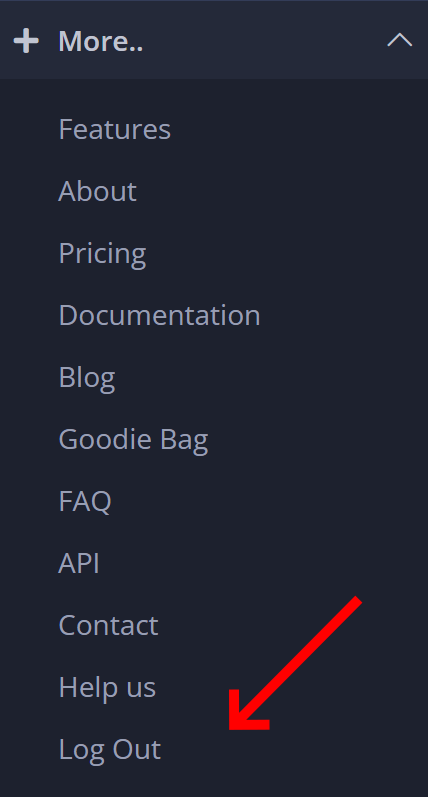 More..
Features
About
Pricing
Documentation
Blog
Goodie Bag
FAQ
API
Contact
Help us
Log Out